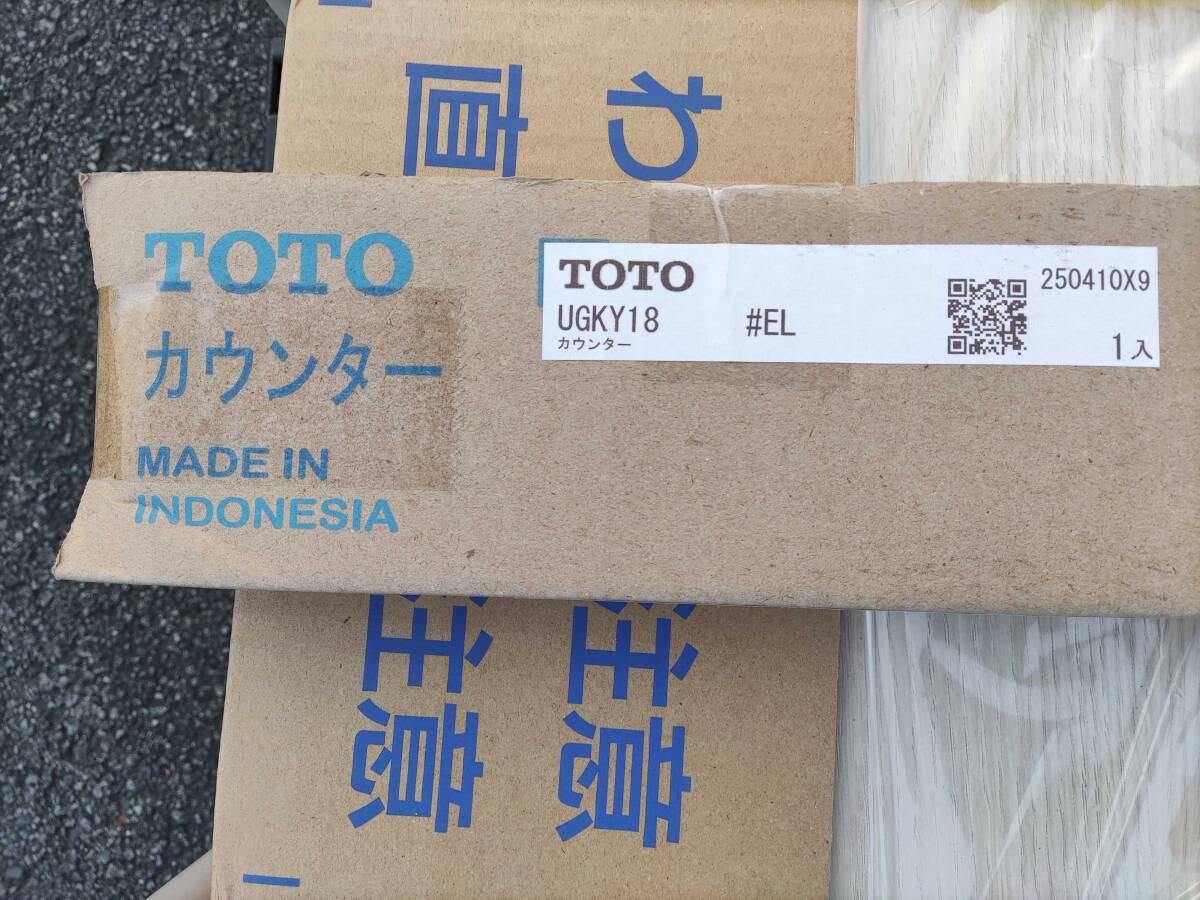 わ
直
TOTO
カウンター
MADE IN
INDONESIA
TOTO
UGKY18 #EL
カウンター
250410X9
1入
注意
注意